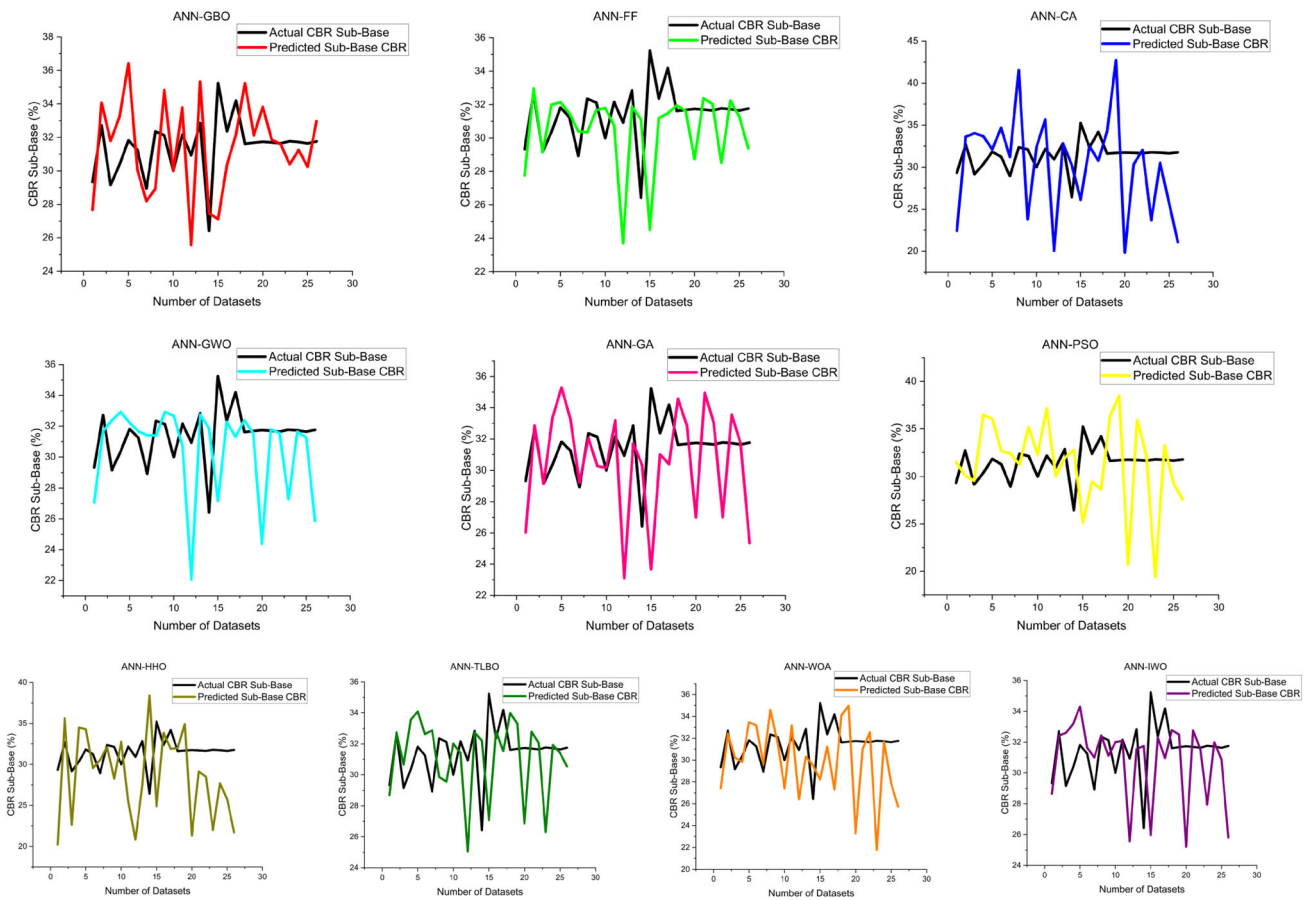 ANN-GBO
Actual CBR Sub-Base
Predicted Sub-Base CBR
38
36
34
32
30
28
26
24
CBR Sub-Base (%)
0 5 10 15 20 25 30
Number of Datasets
ANN-FF
Actual CBR Sub-Base
Predicted Sub-Base CBR
36
34
32
30
28
26
24
22
CBR Sub-Base (%)
0 5 10 15 20 25 30
Number of Datasets
ANN-CA
Actual CBR Sub-Base
Predicted Sub-Base CBR
45
40
35
30
25
20
CBR Sub-Base (%)
0 5 10 15 20 25 30
Number of Datasets
ANN-GWO
Actual CBR Sub-Base
Predicted Sub-Base CBR
36
34
32
30
28
26
24
22
CBR Sub-Base (%)
0 5 10 15 20 25 30
Number of Datasets
ANN-GA
Actual CBR Sub-Base
Predicted Sub-Base CBR
36
34
32
30
28
26
24
22
CBR Sub-Base (%)
0 5 10 15 20 25 30
Number of Datasets
ANN-PSO
Actual CBR Sub-Base
Predicted Sub-Base CBR
40
35
30
25
20
CBR Sub-Base (%)
0 5 10 15 20 25 30
Number of Datasets
ANN-HHO
Actual CBR Sub-Base
Predicted Sub-Base CBR
40
35
30
25
20
CBR Sub-Base (%)
0 5 10 15 20 25 30
Number of Datasets
ANN-TLBO
Actual CBR Sub-Base
Predicted Sub-Base CBR
36
34
32
30
28
26
24
CBR Sub-Base (%)
0 5 10 15 20 25 30
Number of Datasets
ANN-WOA
Actual CBR Sub-Base
Predicted Sub-Base CBR
36
34
32
30
28
26
24
22
20
CBR Sub-Base (%)
0 5 10 15 20 25 30
Number of Datasets
ANN-IWO
Actual CBR Sub-Base
Predicted Sub-Base CBR
36
34
32
30
28
26
24
CBR Sub-Base (%)
0 5 10 15 20 25 30
Number of Datasets